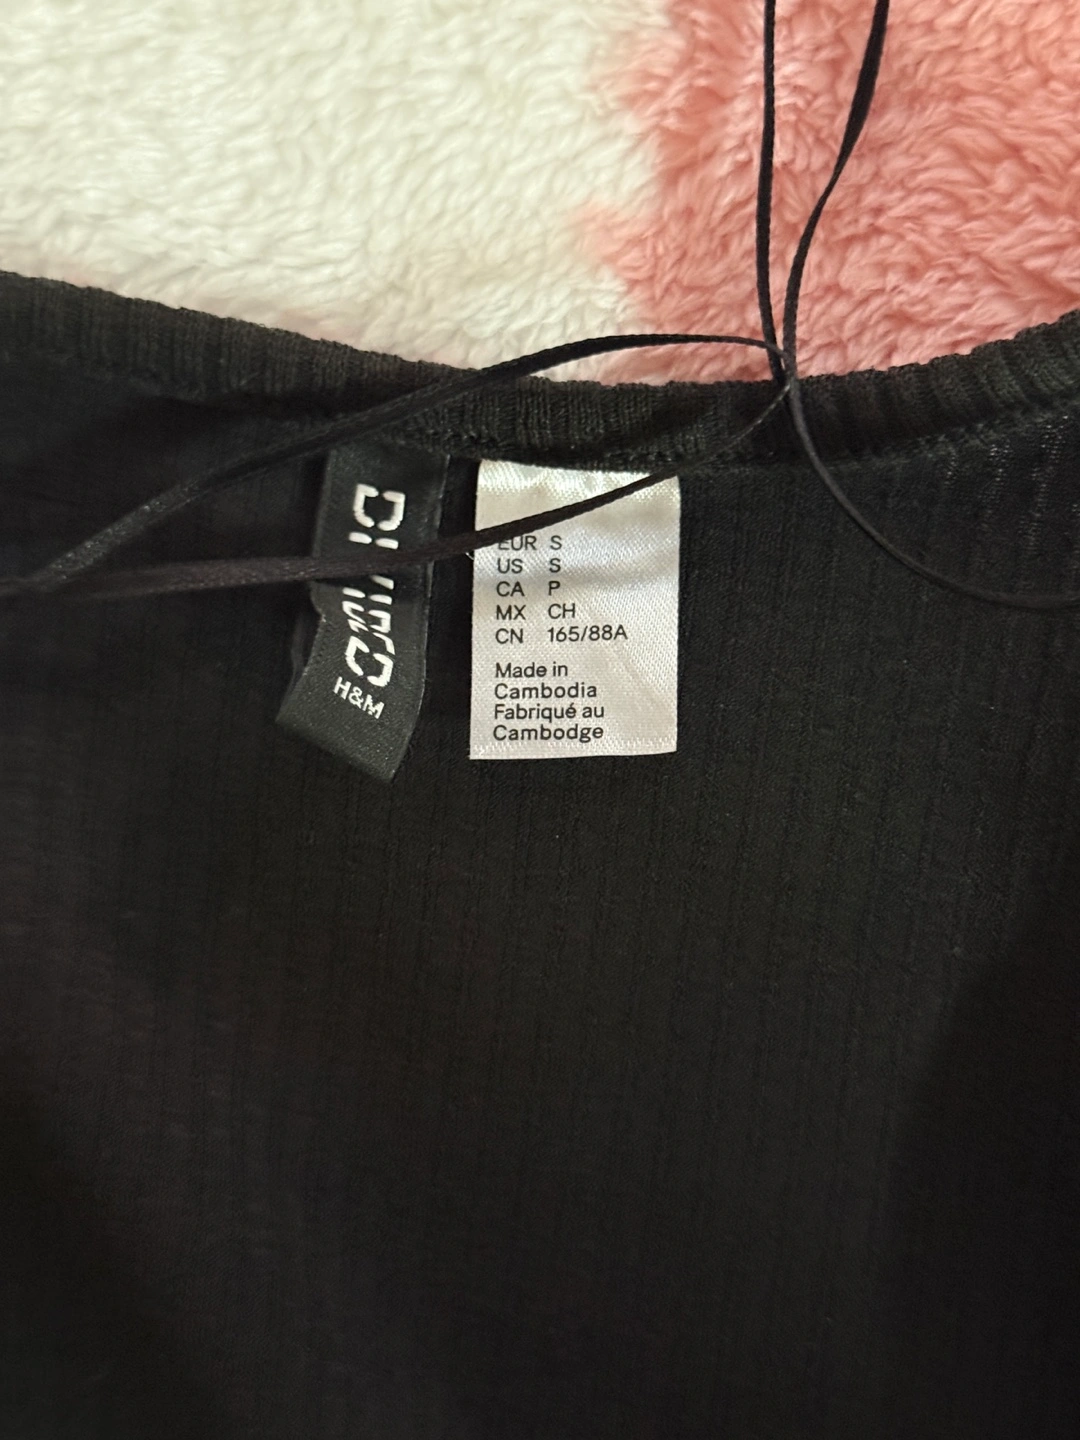 DIVIDED
H&M
EUR S
US S
CA P
MX CH
CN 165/88A
Made in
Cambodia
Fabriqué au
Cambodge